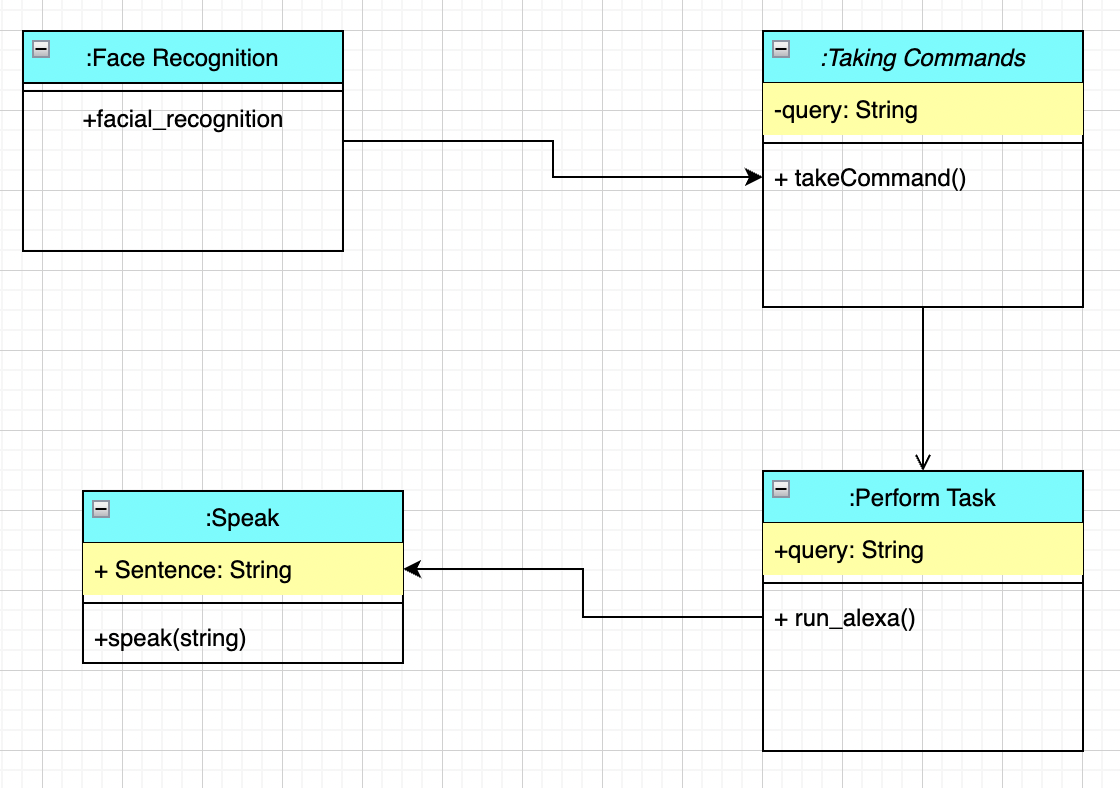 :Face Recognition
+facial_recognition
:Taking Commands
-query: String
+ takeCommand()
:Speak
+ Sentence: String
+speak(string)
:Perform Task
+query: String
+ run_alexa()